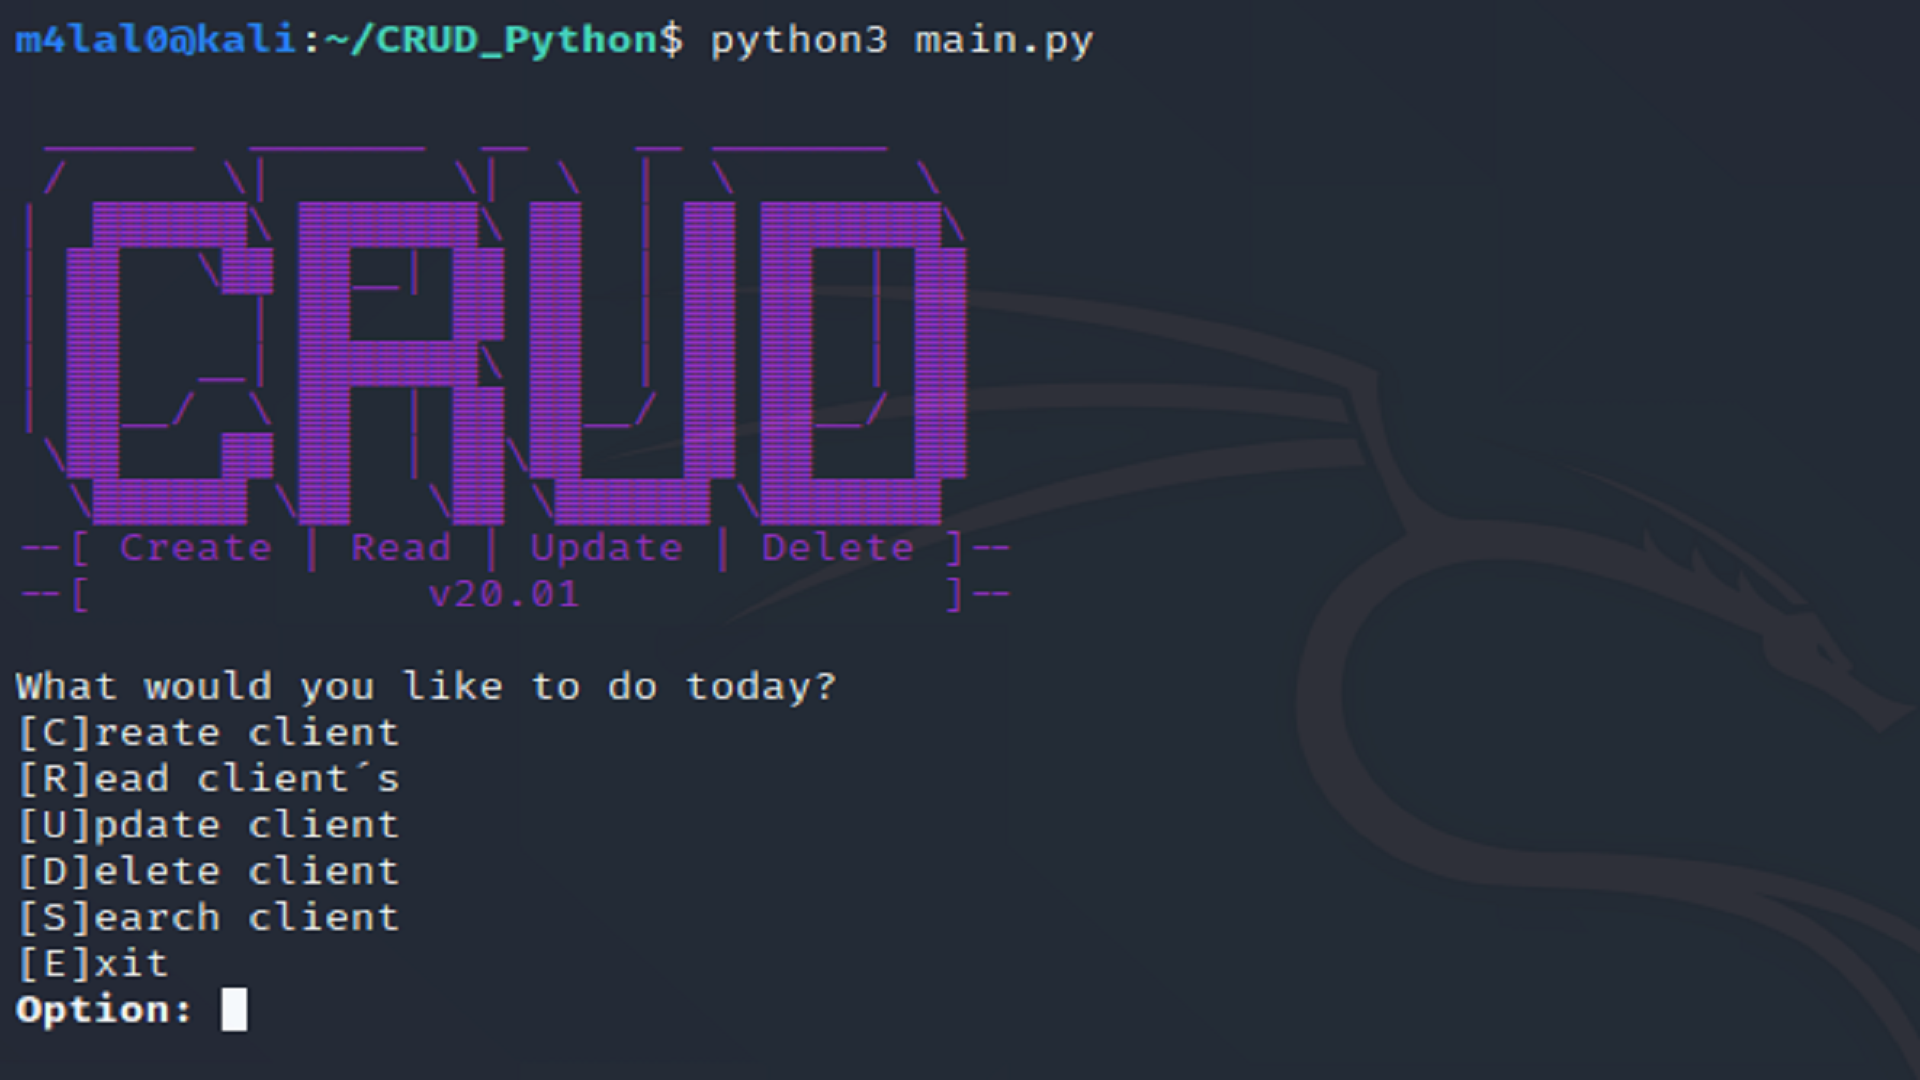 m4lal0@kali:~/CRUD_Python$ python3 main.py
CRUD
--[ Create | Read | Update | Delete ]--
--[ v20.01 ]--
What would you like to do today?
[C]reate client
[R]ead client´s
[U]pdate client
[D]elete client
[S]earch client
[E]xit
Option: